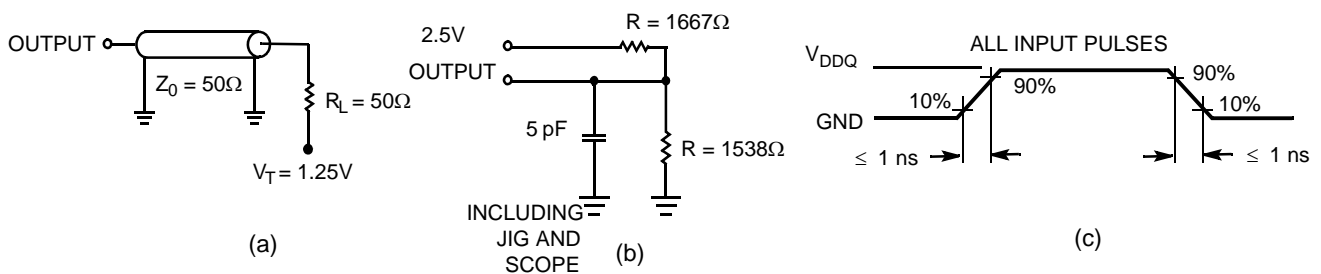 OUTPUT
Z0 = 50Ω
RL = 50Ω
VT = 1.25V
(a)
R = 1667Ω
2.5V
OUTPUT
5 pF
R = 1538Ω
INCLUDING
JIG AND
SCOPE
(b)
ALL INPUT PULSES
VDDQ
GND
10%
90%
90%
10%
≤ 1 ns
≤ 1 ns
(c)